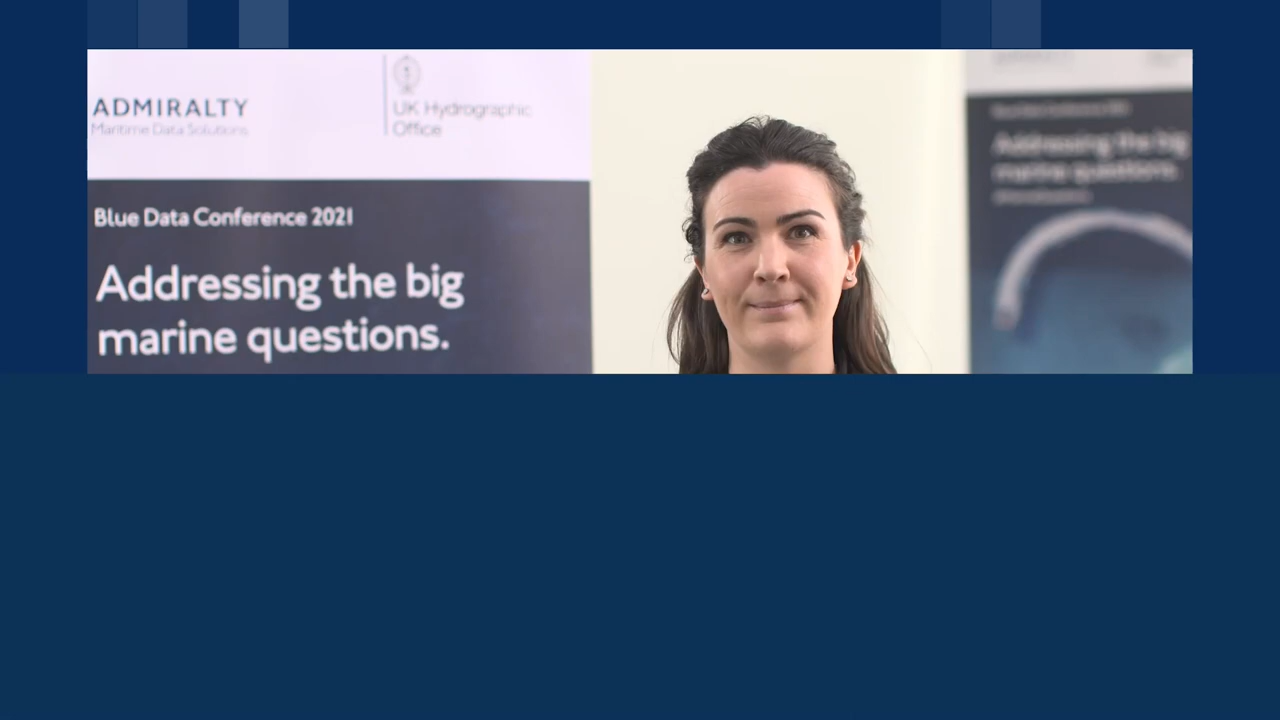 ADMIRALTY
Maritime Data Solutions
UK Hydrographic
Office
Blue Data Conference 2021
Addressing the big
marine questions.
Addressing the big
marine questions.